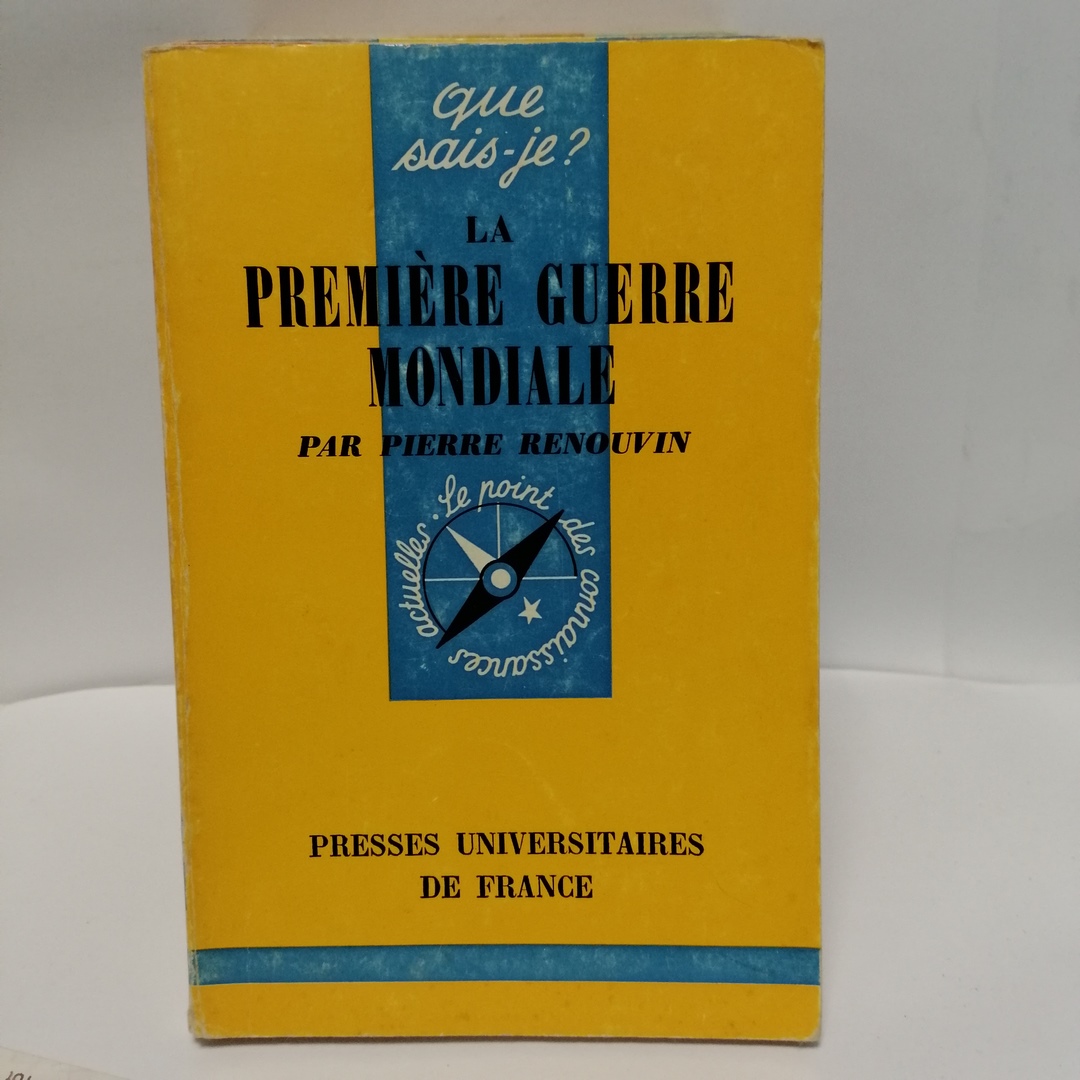 que
sais-je?
LA
PREMIÈRE GUERRE
MONDIALE
PAR PIERRE RENOUVIN
Le point des connaissances actuelles.
PRESSES UNIVERSITAIRES
DE FRANCE